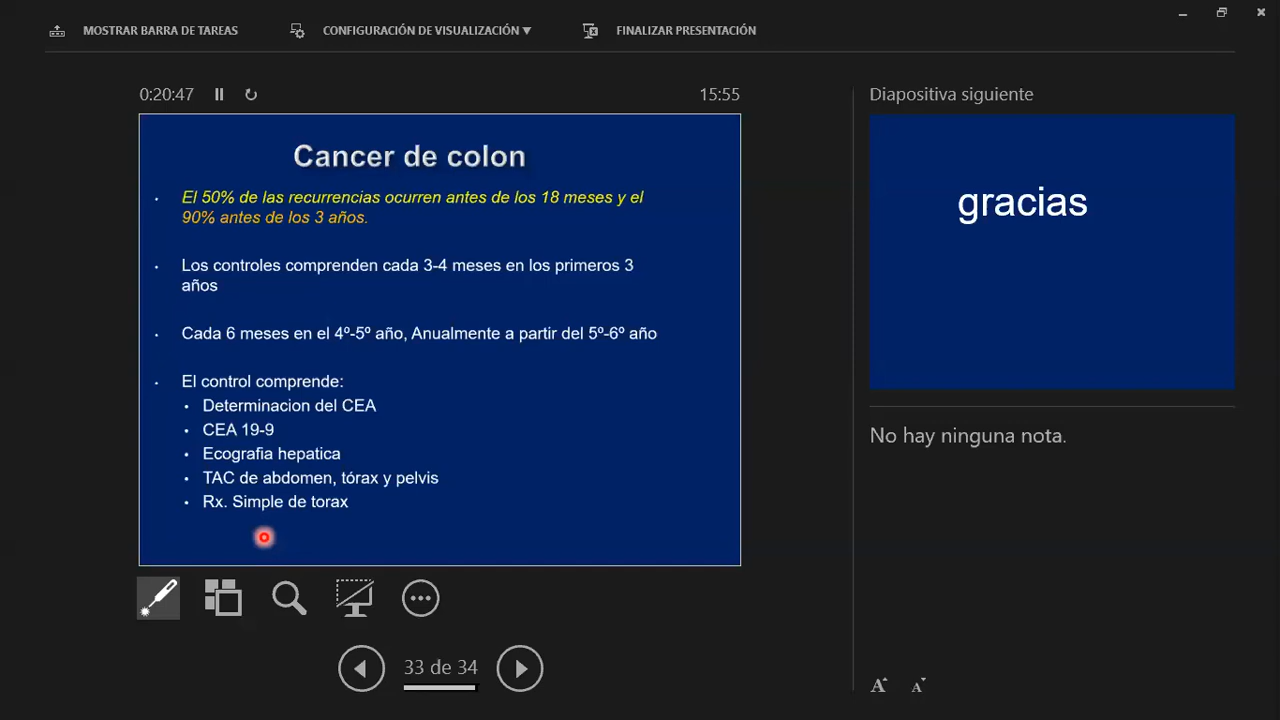 MOSTRAR BARRA DE TAREAS
CONFIGURACIÓN DE VISUALIZACIÓN ▼
FINALIZAR PRESENTACIÓN
0:20:47
15:55
Cancer de colon
• El 50% de las recurrencias ocurren antes de los 18 meses y el
90% antes de los 3 años.
• Los controles comprenden cada 3-4 meses en los primeros 3
años
• Cada 6 meses en el 4º-5º año, Anualmente a partir del 5º-6º año
• El control comprende:
• Determinacion del CEA
• CEA 19-9
• Ecografia hepatica
• TAC de abdomen, tórax y pelvis
• Rx. Simple de torax
33 de 34
Diapositiva siguiente
gracias
No hay ninguna nota.
A A